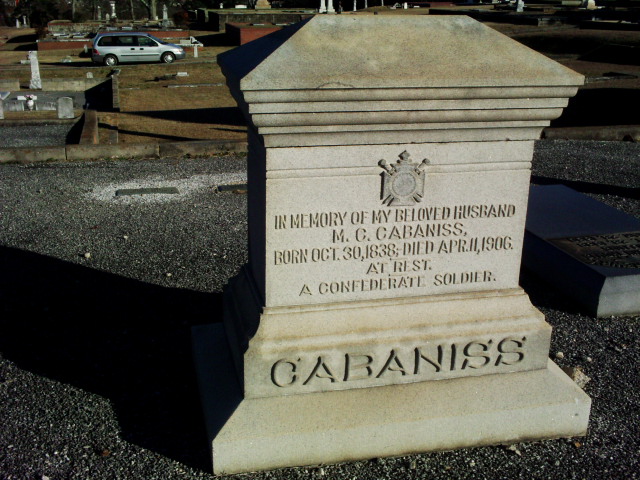 IN MEMORY OF MY BELOVED HUSBAND
M. C. CABANISS,
BORN OCT. 30, 1838; DIED APR. 11, 1906.
AT REST.
A CONFEDERATE SOLDIER.
CABANISS